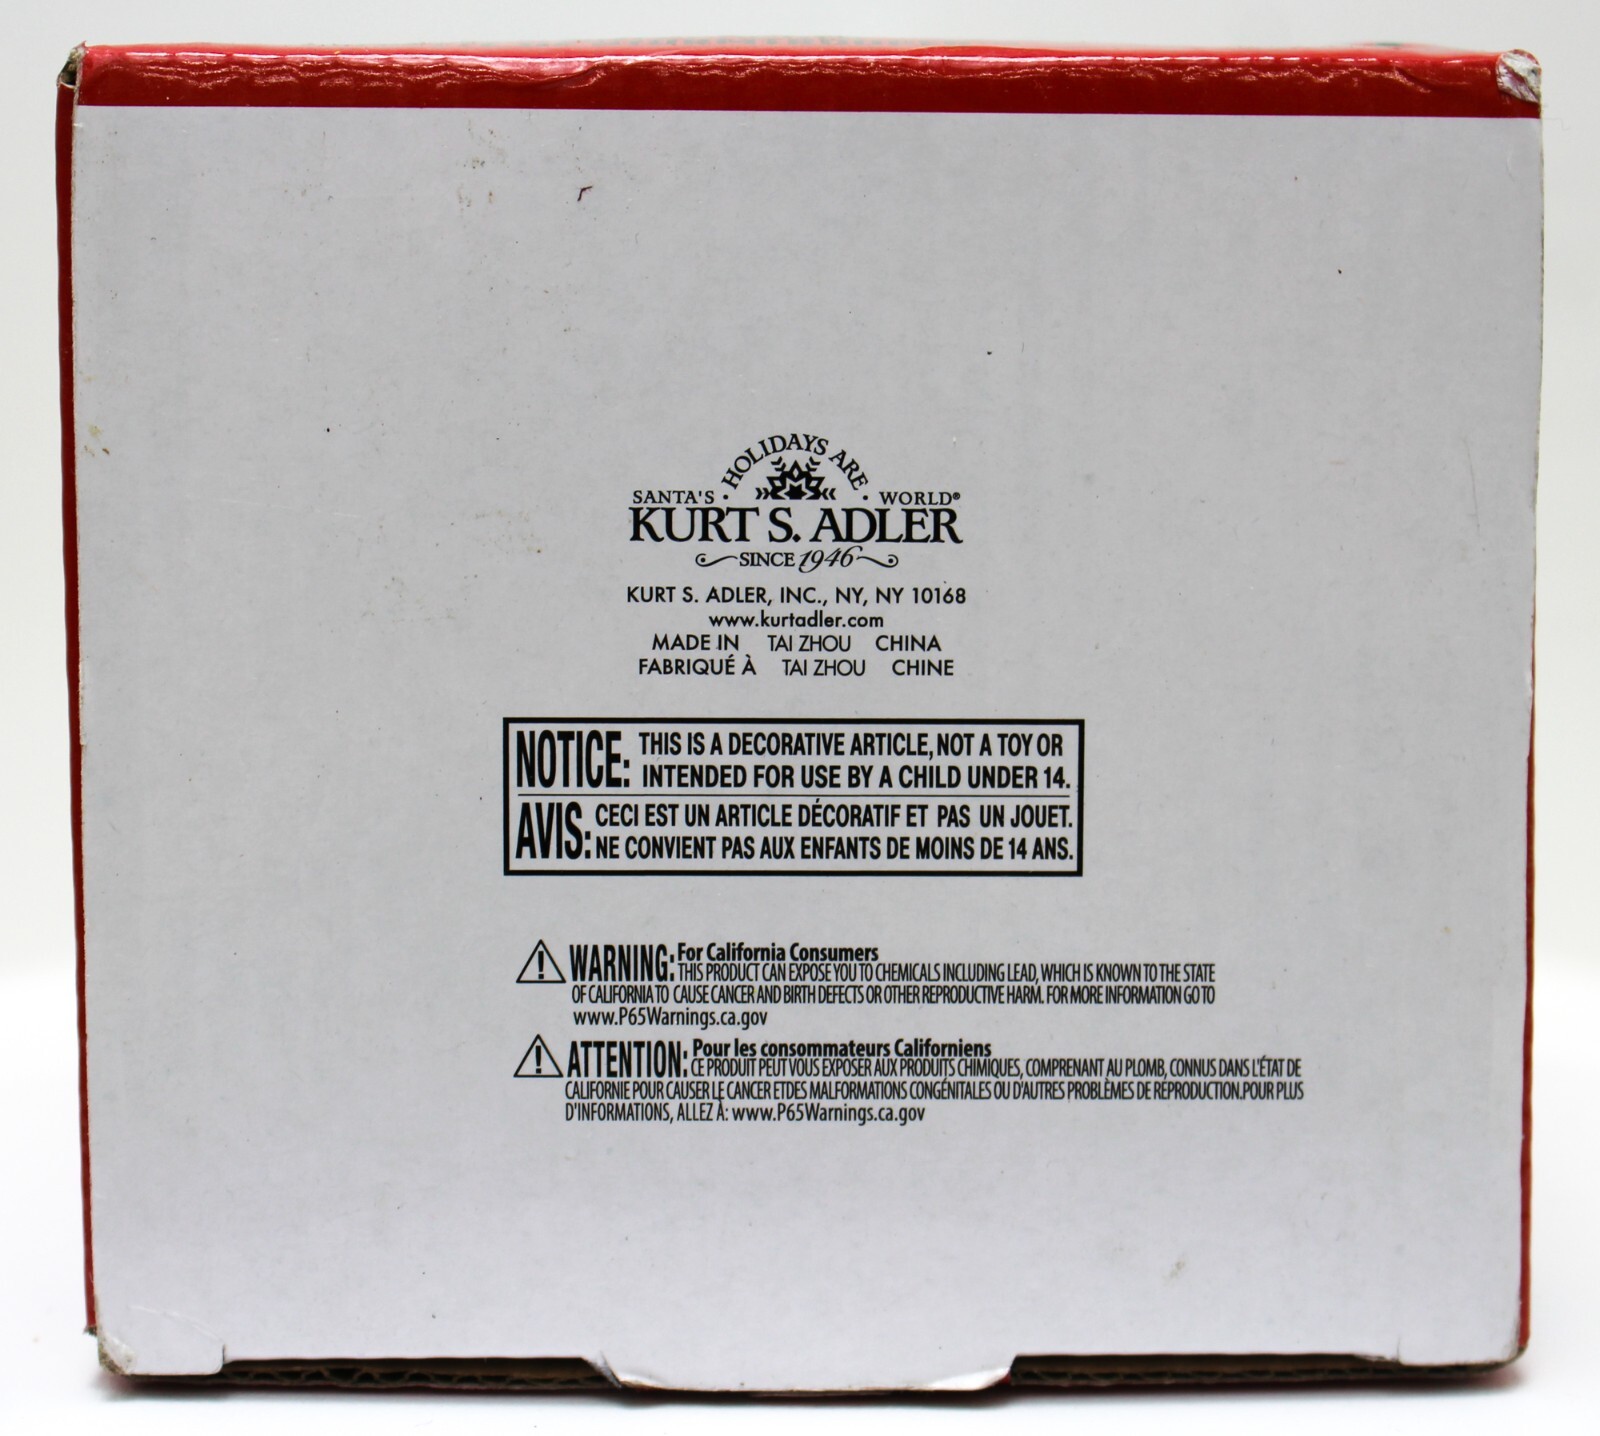 HOLIDAYS ARE
SANTA'S · · WORLD®
KURT S. ADLER
SINCE 1946
KURT S. ADLER, INC., NY, NY 10168
www.kurtadler.com
MADE IN TAI ZHOU CHINA
FABRIQUÉ À TAI ZHOU CHINE
NOTICE: THIS IS A DECORATIVE ARTICLE, NOT A TOY OR
INTENDED FOR USE BY A CHILD UNDER 14.
AVIS: CECI EST UN ARTICLE DÉCORATIF ET PAS UN JOUET.
NE CONVIENT PAS AUX ENFANTS DE MOINS DE 14 ANS.
WARNING: For California Consumers
THIS PRODUCT CAN EXPOSE YOU TO CHEMICALS INCLUDING LEAD, WHICH IS KNOWN TO THE STATE
OF CALIFORNIA TO CAUSE CANCER AND BIRTH DEFECTS OR OTHER REPRODUCTIVE HARM. FOR MORE INFORMATION GO TO
www.P65Warnings.ca.gov
ATTENTION: Pour les consommateurs Californiens
CE PRODUIT PEUT VOUS EXPOSER AUX PRODUITS CHIMIQUES, COMPRENANT AU PLOMB, CONNUS DANS L'ÉTAT DE
CALIFORNIE POUR CAUSER LE CANCER ETDES MALFORMATIONS CONGÉNITALES OU D'AUTRES PROBLÈMES DE REPRODUCTION.POUR PLUS
D'INFORMATIONS, ALLEZ À: www.P65Warnings.ca.gov